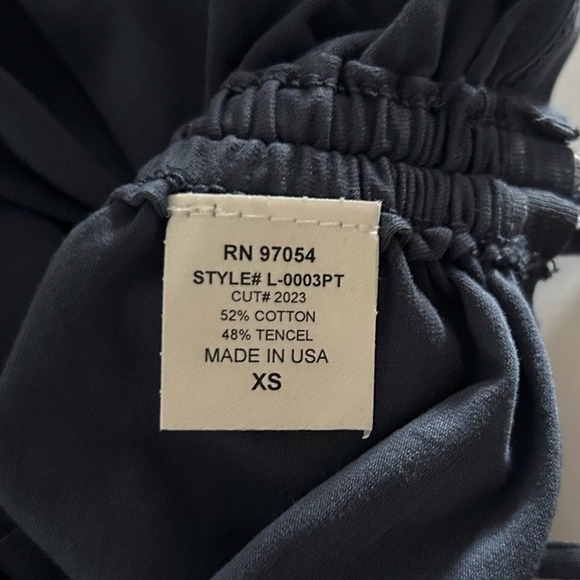 RN 97054
STYLE# L-0003PT
CUT# 2023
52% COTTON
48% TENCEL
MADE IN USA
XS